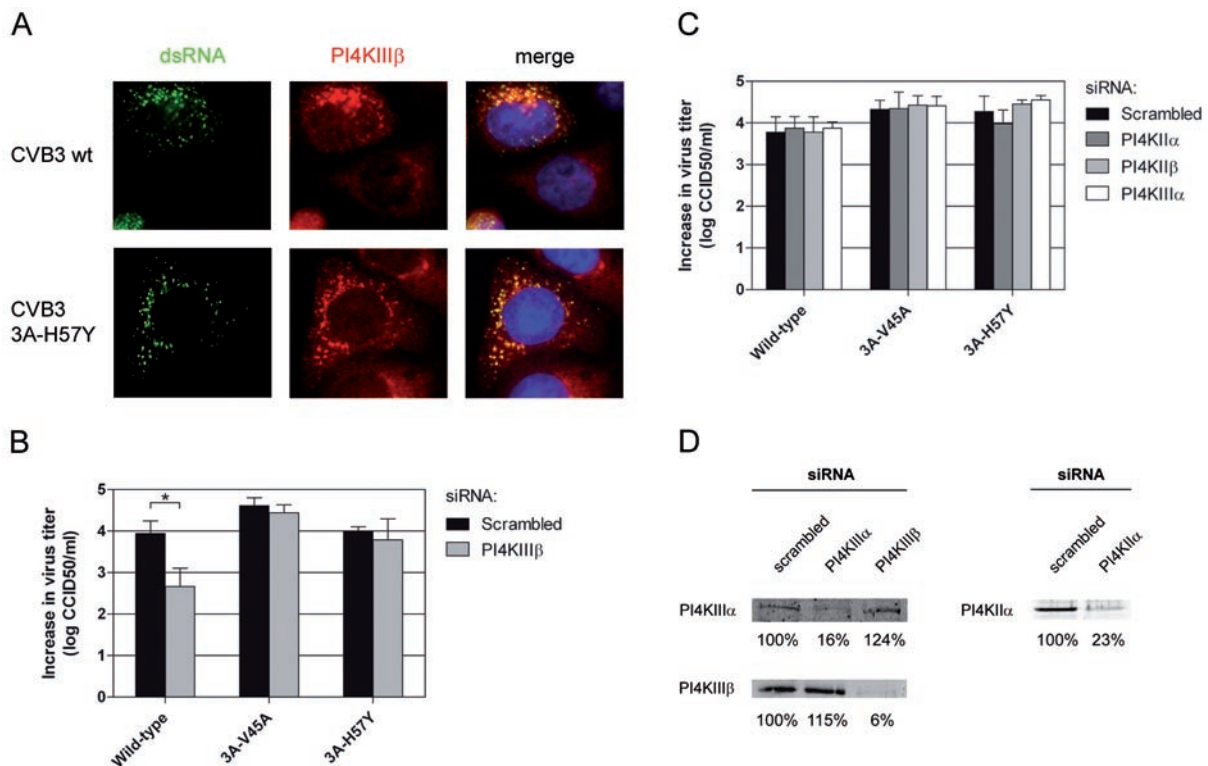 A
dsRNA
PI4KIIIβ
merge
CVB3 wt
CVB3
3A-H57Y
B
Increase in virus titer
(log CCID50/ml)
5
4
3
2
1
0
*
Wild-type
3A-V45A
3A-H57Y
siRNA:
Scrambled
PI4KIIIβ
C
Increase in virus titer
(log CCID50/ml)
5
4
3
2
1
0
Wild-type
3A-V45A
3A-H57Y
siRNA:
Scrambled
PI4KIIα
PI4KIIβ
PI4KIIIα
D
siRNA
scrambled
PI4KIIIα
PI4KIIIβ
PI4KIIIα
100% 16% 124%
PI4KIIIβ
100% 115% 6%
siRNA
scrambled
PI4KIIα
PI4KIIα
100% 23%